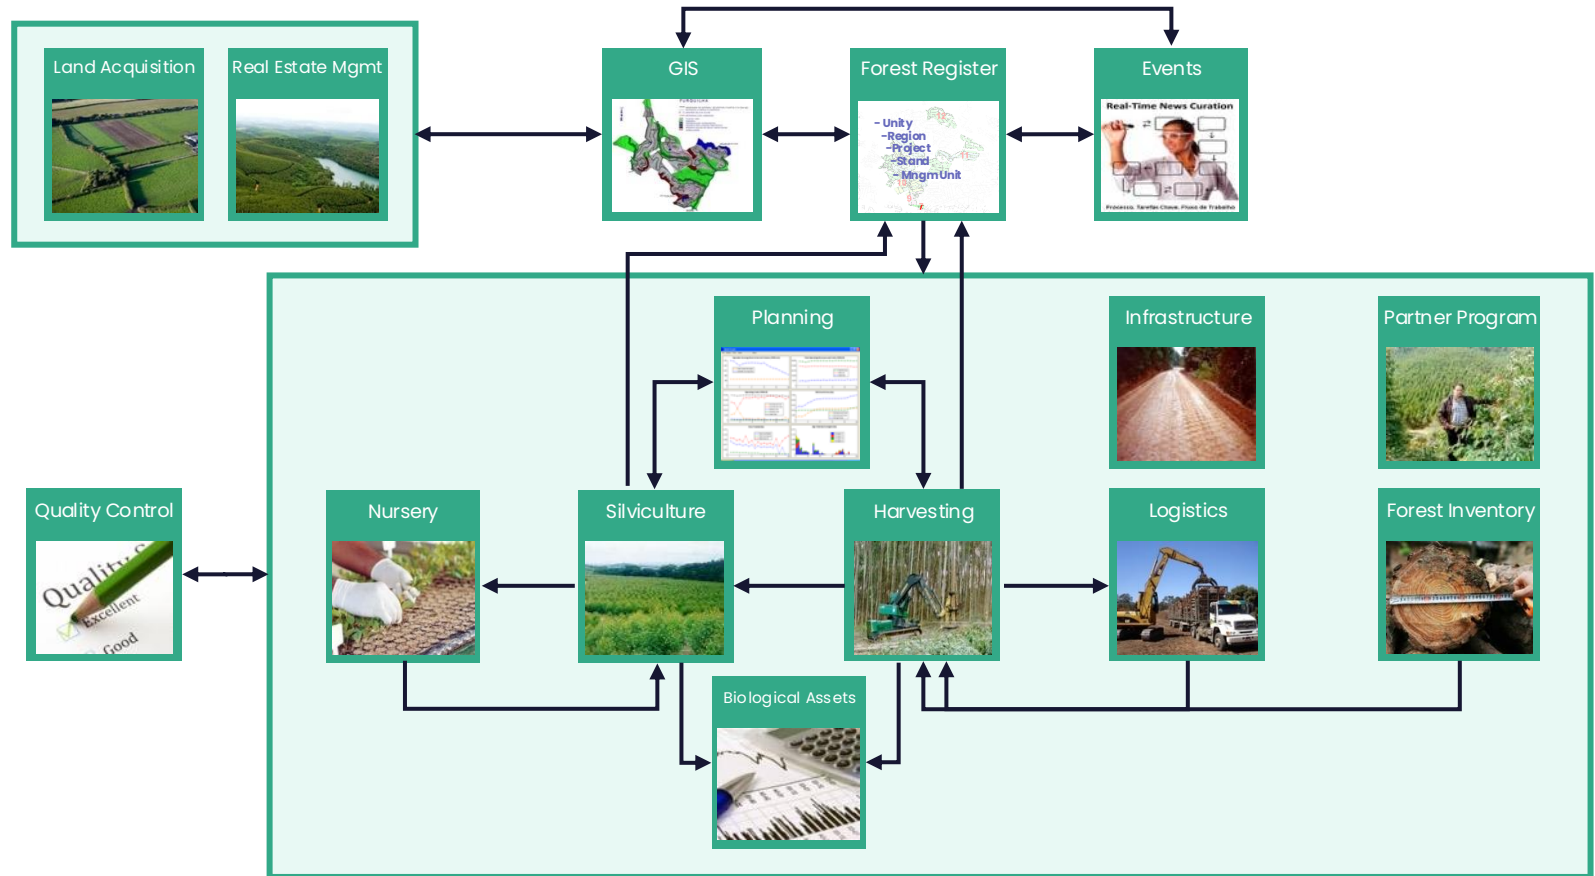 Land Acquisition
Real Estate Mgmt
GIS
Forest Register
- Unity
-Region
-Project
-Stand
- MngmUnit
Events
Real-Time News Curation
Processo, Tarefas Chave, Fluxo de Trabalho
Planning
Infrastructure
Partner Program
Quality Control
Quality
Excellent
Good
Nursery
Silviculture
Harvesting
Logistics
Forest Inventory
Biological Assets